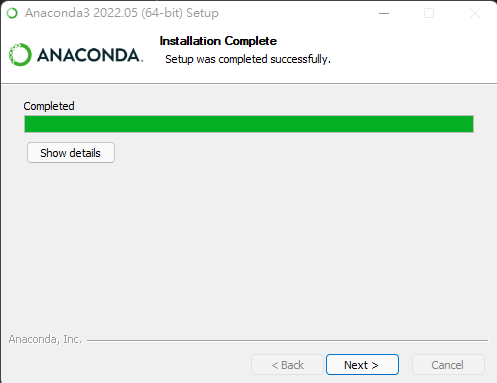 Anaconda3 2022.05 (64-bit) Setup
ANACONDA.
Installation Complete
Setup was completed successfully.
Completed
Show details
Anaconda, Inc.
< Back
Next >
Cancel